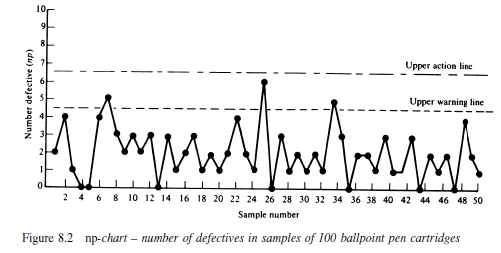 10
9
8
7
6
5
4
3
2
1
0
Number defective (np)
Upper action line
Upper warning line
2 4 6 8 10 12 14 16 18 20 22 24 26 28 30 32 34 36 38 40 42 44 46 48 50
Sample number
Figure 8.2 np-chart – number of defectives in samples of 100 ballpoint pen cartridges